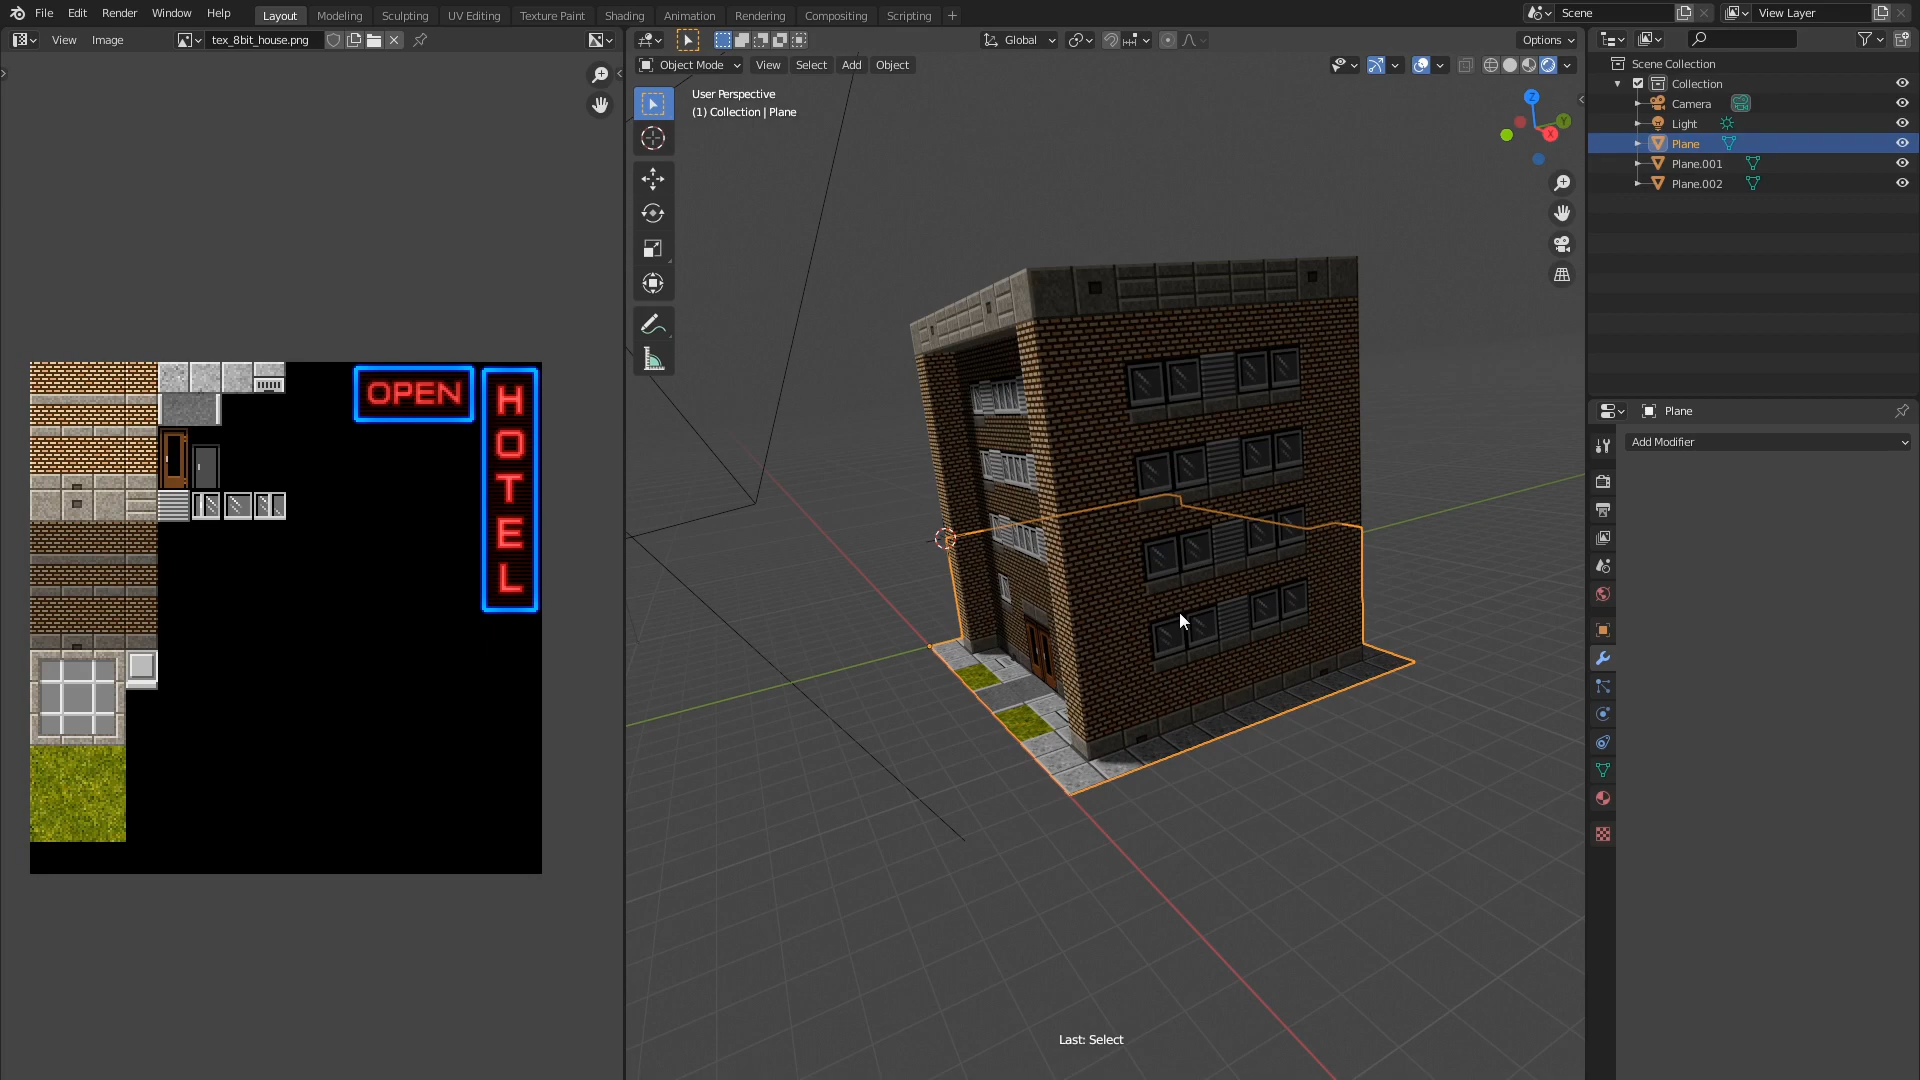 File Edit Render Window Help Layout Modeling Sculpting UV Editing Texture Paint Shading Animation Rendering Compositing Scripting + Scene View Layer
View Image tex_8bit_house.png Global Options
Object Mode View Select Add Object
User Perspective
(1) Collection | Plane
Z
Y
X
Scene Collection
Collection
Camera
Light
Plane
Plane.001
Plane.002
Plane
Add Modifier
OPEN
HOTEL
Last: Select